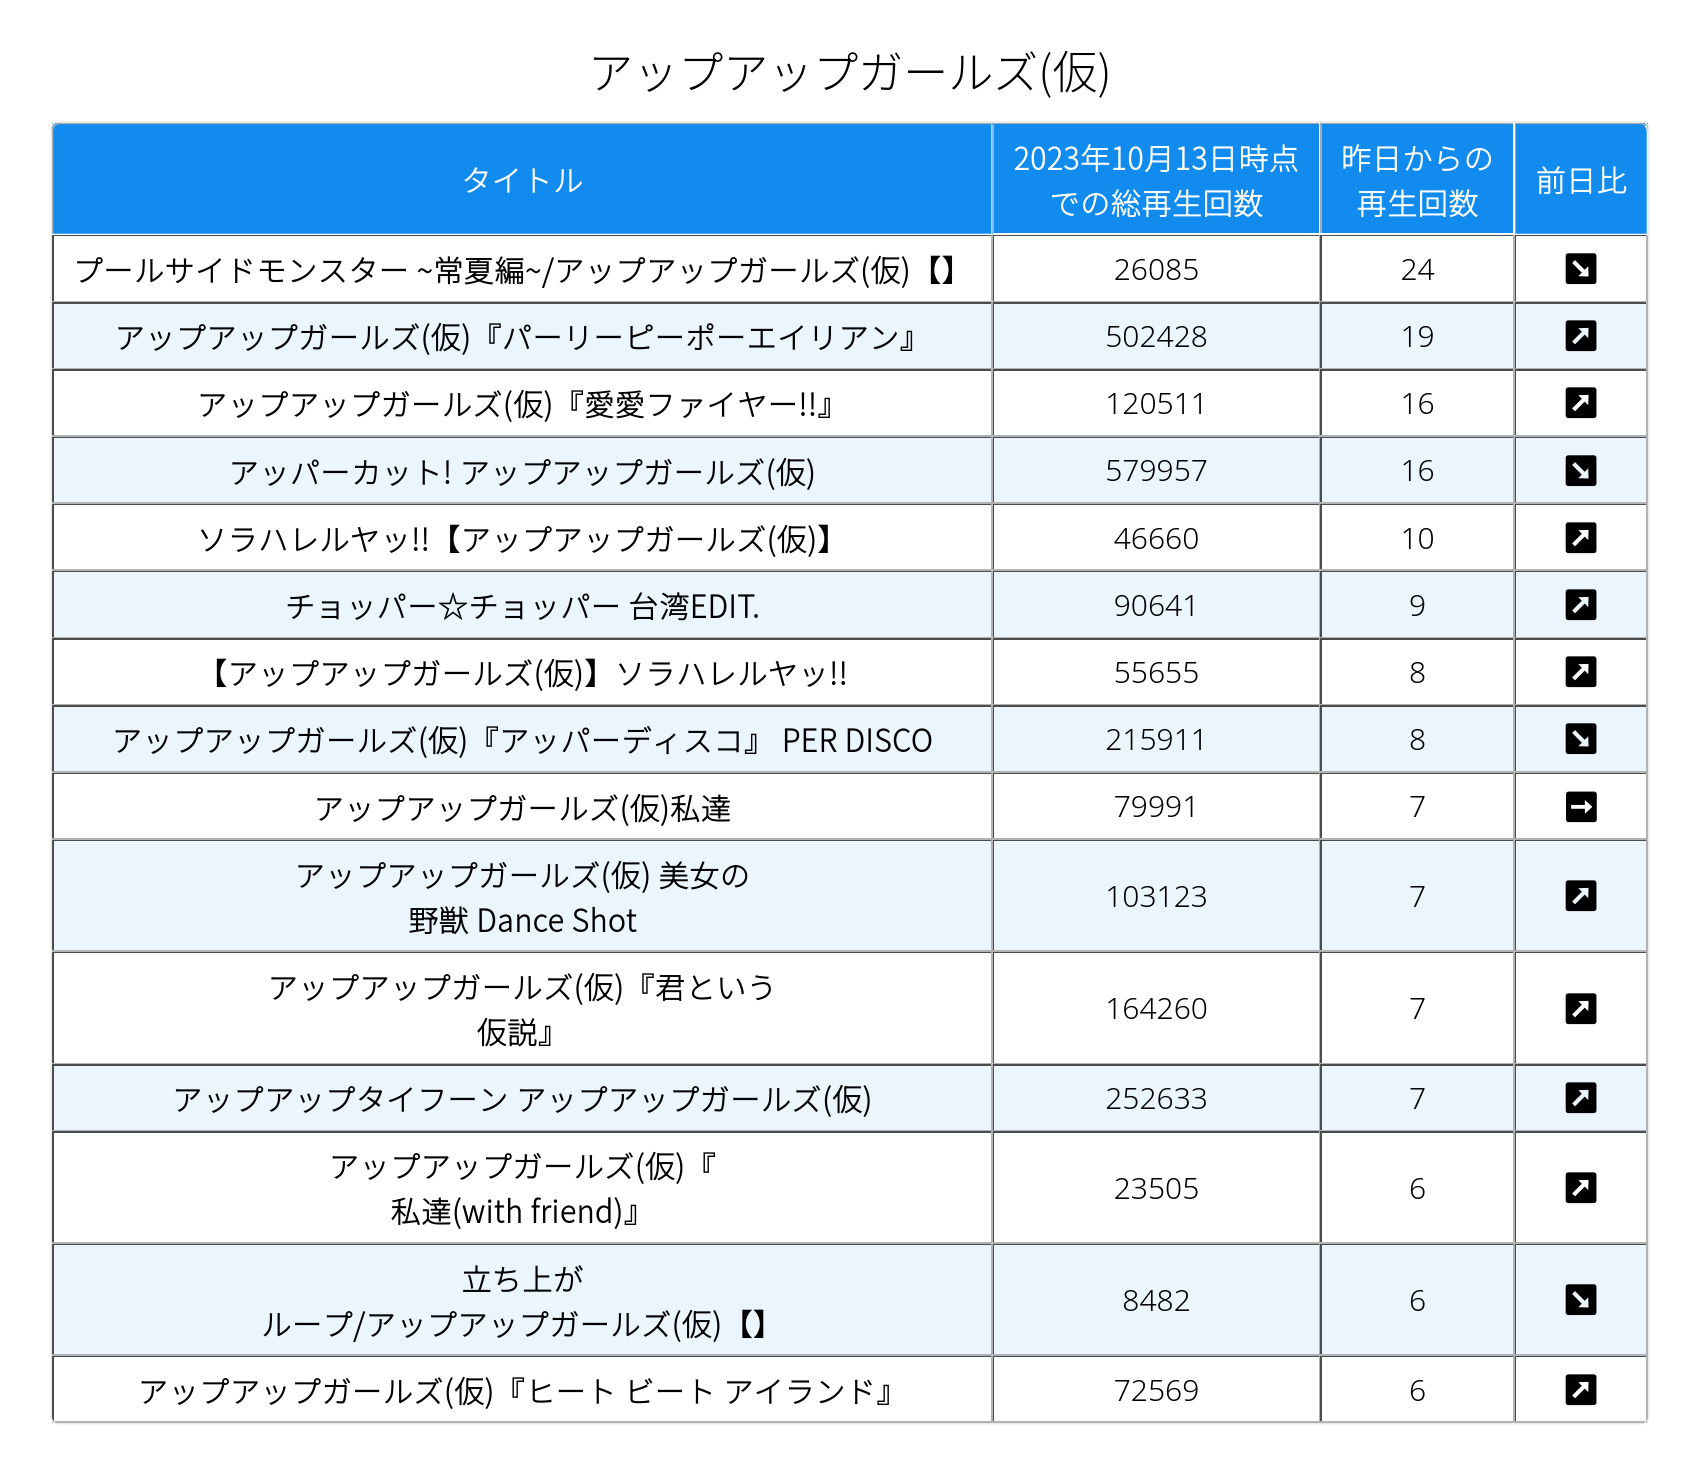 アップアップガールズ(仮)
タイトル
2023年10月13日時点
での総再生回数
昨日からの
再生回数
前日比
プールサイドモンスター ~常夏編~/アップアップガールズ(仮)【】 26085 24
アップアップガールズ(仮)『パーリーピーポーエイリアン』 502428 19
アップアップガールズ(仮)『愛愛ファイヤー!!』 120511 16
アッパーカット! アップアップガールズ(仮) 579957 16
ソラハレルヤッ!!【アップアップガールズ(仮)】 46660 10
チョッパー☆チョッパー 台湾EDIT. 90641 9
【アップアップガールズ(仮)】ソラハレルヤッ!! 55655 8
アップアップガールズ(仮)『アッパーディスコ』 PER DISCO 215911 8
アップアップガールズ(仮)私達 79991 7
アップアップガールズ(仮) 美女の
野獣 Dance Shot
103123 7
アップアップガールズ(仮)『君という
仮説』
164260 7
アップアップタイフーン アップアップガールズ(仮) 252633 7
アップアップガールズ(仮)『
私達(with friend)』
23505 6
立ち上が
ループ/アップアップガールズ(仮)【】
8482 6
アップアップガールズ(仮)『ヒート ビート アイランド』 72569 6